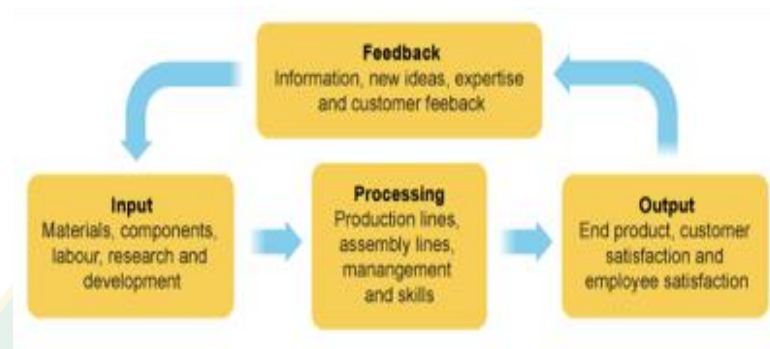 Feedback
Information, new ideas, expertise
and customer feeback
Input
Materials, components,
labour, research and
development
Processing
Production lines,
assembly lines,
manangement
and skills
Output
End product, customer
satisfaction and
employee satisfaction